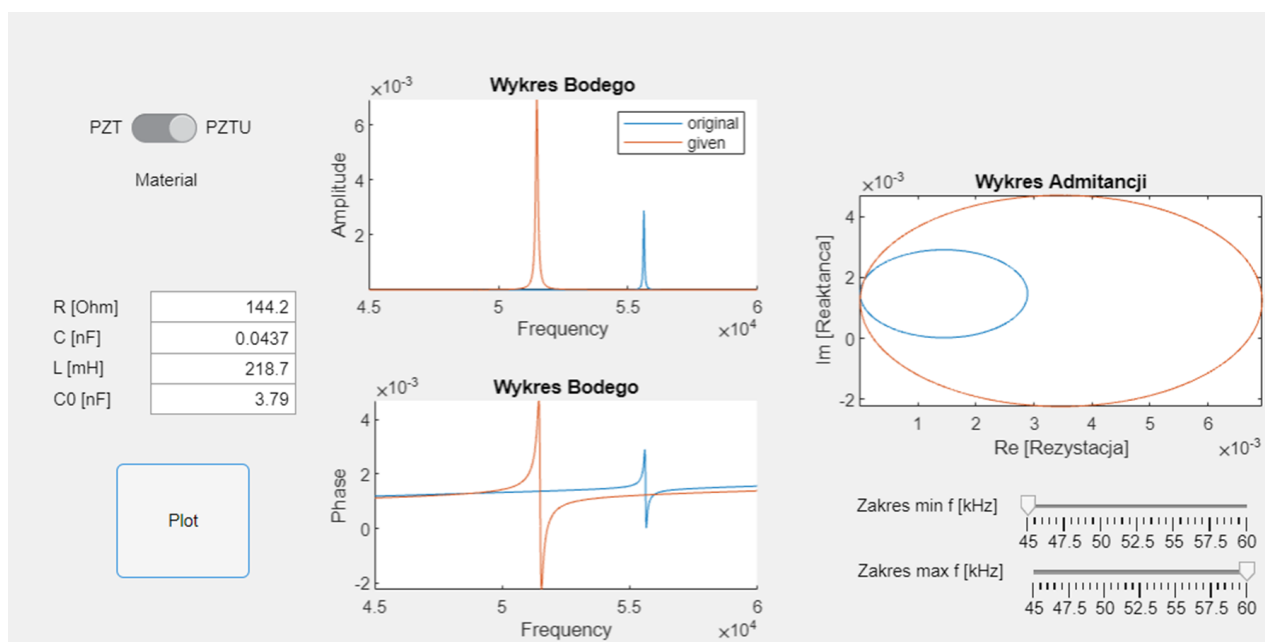 PZT PZTU
Material
R [Ohm] 144.2
C [nF] 0.0437
L [mH] 218.7
C0 [nF] 3.79
Plot
×10-3
Wykres Bodego
original
given
Amplitude
6
4
2
4.5 5 5.5 6
Frequency
×10⁴
×10-3
Wykres Bodego
Phase
4
2
0
-2
4.5 5 5.5 6
Frequency
×10⁴
×10-3
Wykres Admitancji
Im [Reaktanca]
4
2
0
-2
1 2 3 4 5 6
Re [Rezystacja]
×10-3
Zakres min f [kHz]
45 47.5 50 52.5 55 57.5 60
Zakres max f [kHz]
45 47.5 50 52.5 55 57.5 60